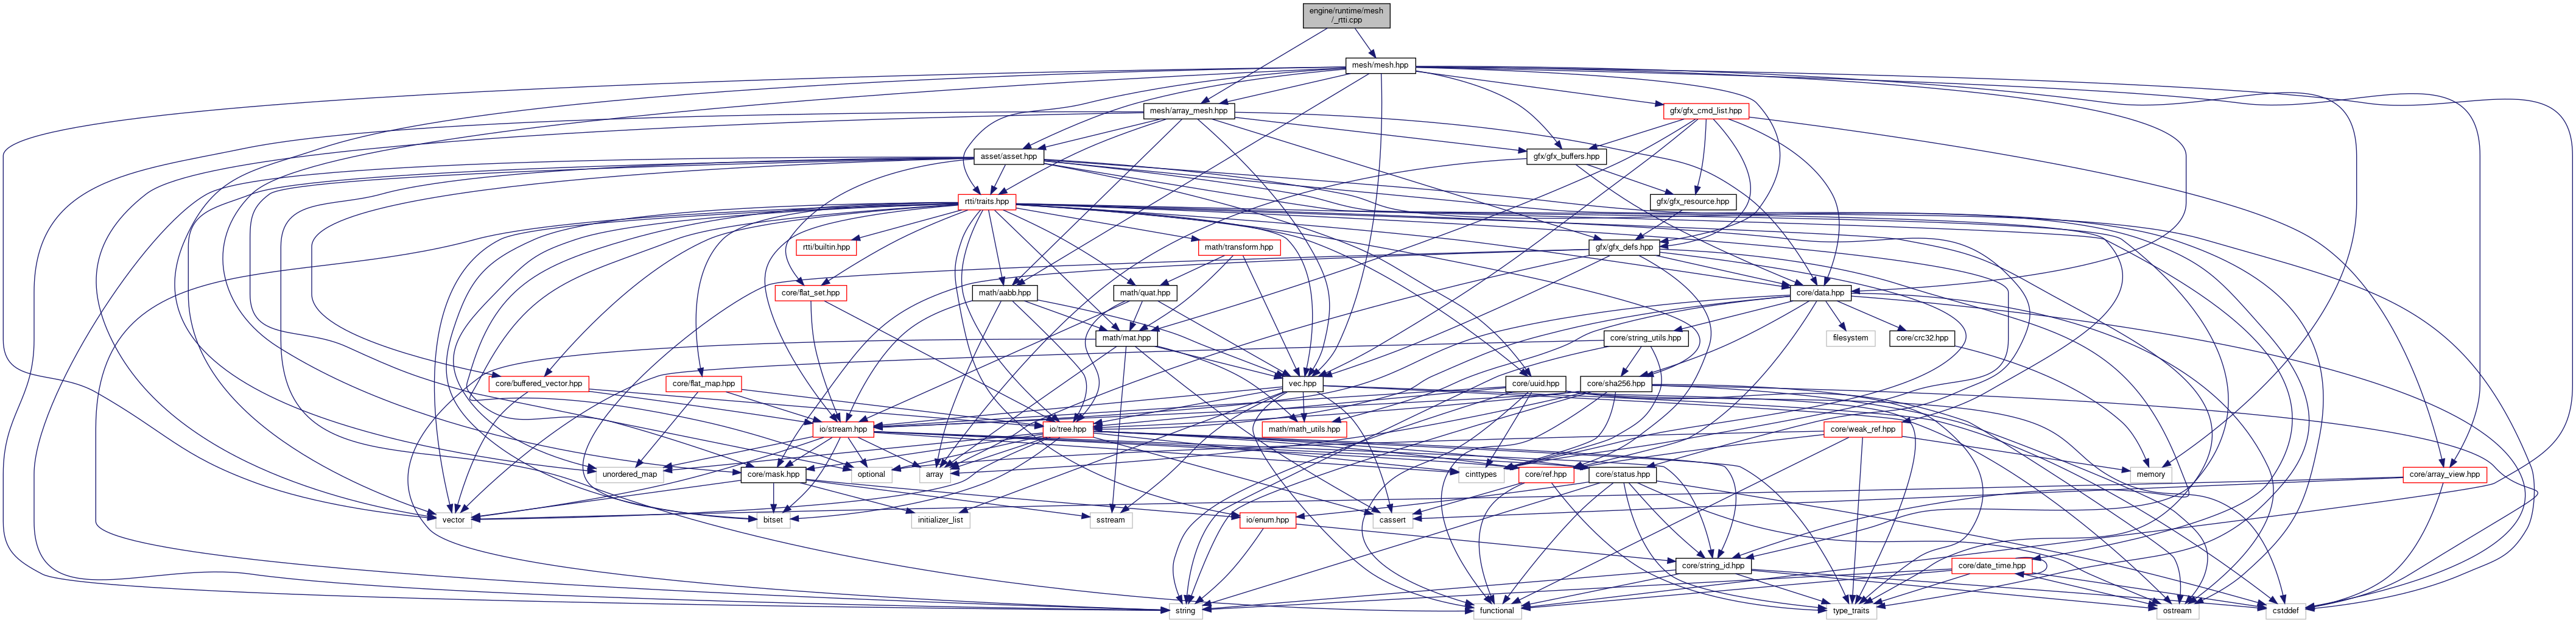 engine/runtime/mesh
/_rtti.cpp
mesh/mesh.hpp
mesh/array_mesh.hpp
gfx/gfx_cmd_list.hpp
asset/asset.hpp
gfx/gfx_buffers.hpp
rtti/traits.hpp
gfx/gfx_resource.hpp
rtti/builtin.hpp
math/transform.hpp
gfx/gfx_defs.hpp
core/flat_set.hpp
math/aabb.hpp
math/quat.hpp
core/data.hpp
math/mat.hpp
core/string_utils.hpp
filesystem
core/crc32.hpp
core/buffered_vector.hpp
core/flat_map.hpp
vec.hpp
core/uuid.hpp
core/sha256.hpp
io/stream.hpp
io/tree.hpp
math/math_utils.hpp
core/weak_ref.hpp
unordered_map
core/mask.hpp
optional
array
cinttypes
core/ref.hpp
core/status.hpp
memory
core/array_view.hpp
vector
bitset
initializer_list
sstream
io/enum.hpp
cassert
core/string_id.hpp
core/date_time.hpp
string
functional
type_traits
ostream
cstddef